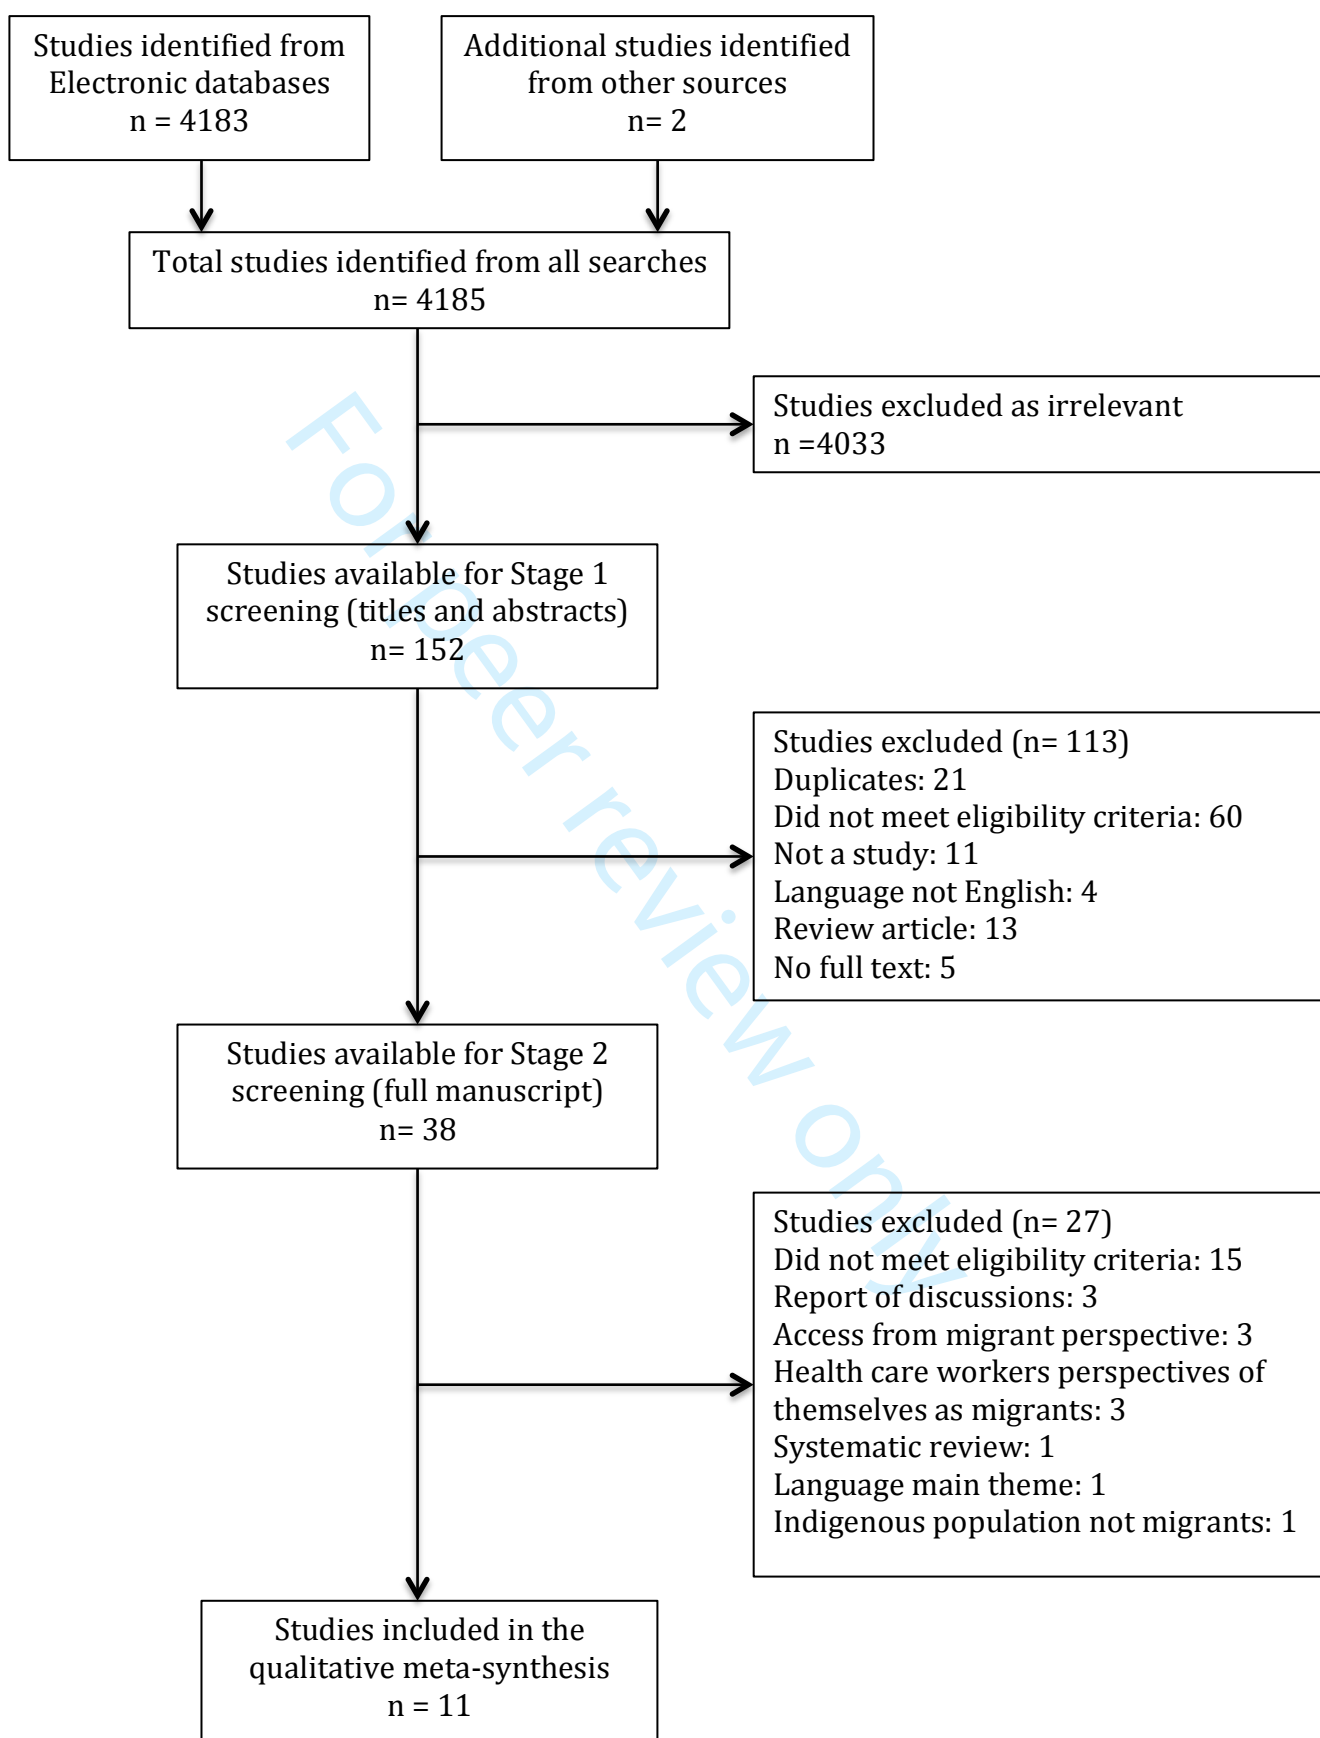 Studies identified from
Electronic databases
n = 4183
Additional studies identified
from other sources
n= 2
Total studies identified from all searches
n= 4185
Studies excluded as irrelevant
n =4033
Studies available for Stage 1
screening (titles and abstracts)
n= 152
Studies excluded (n= 113)
Duplicates: 21
Did not meet eligibility criteria: 60
Not a study: 11
Language not English: 4
Review article: 13
No full text: 5
Studies available for Stage 2
screening (full manuscript)
n= 38
Studies excluded (n= 27)
Did not meet eligibility criteria: 15
Report of discussions: 3
Access from migrant perspective: 3
Health care workers perspectives of
themselves as migrants: 3
Systematic review: 1
Language main theme: 1
Indigenous population not migrants: 1
Studies included in the
qualitative meta-synthesis
n = 11
For peer review only